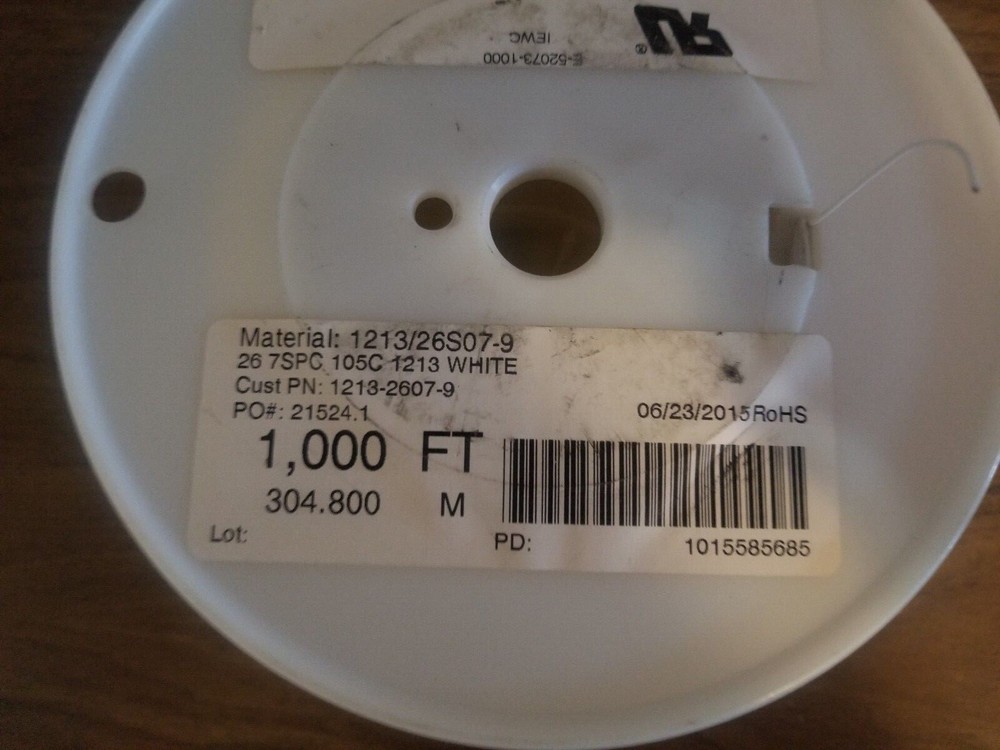 E-52073-1000
IEWC
RU®
Material: 1213/26S07-9
26 7SPC 105C 1213 WHITE
Cust PN: 1213-2607-9
PO#: 21524.1
06/23/2015RoHS
1,000 FT
304.800 M
Lot:
PD:
1015585685